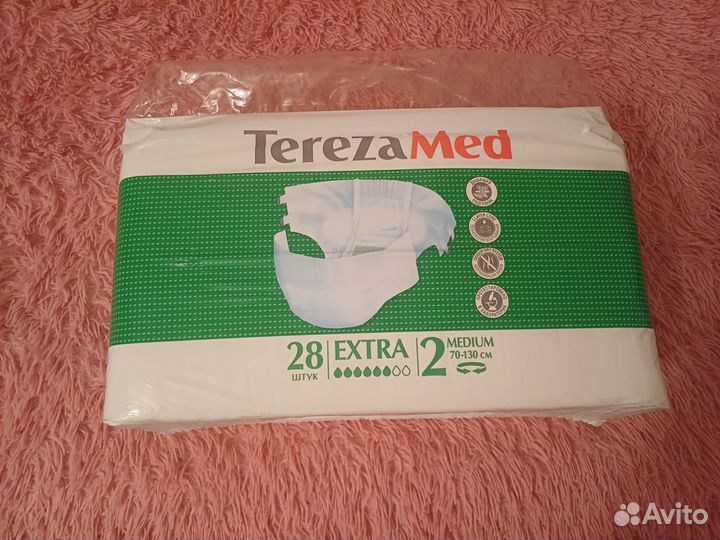 TerezaMed
28
ШТУК
EXTRA
2
MEDIUM
70-130 СМ
Avito